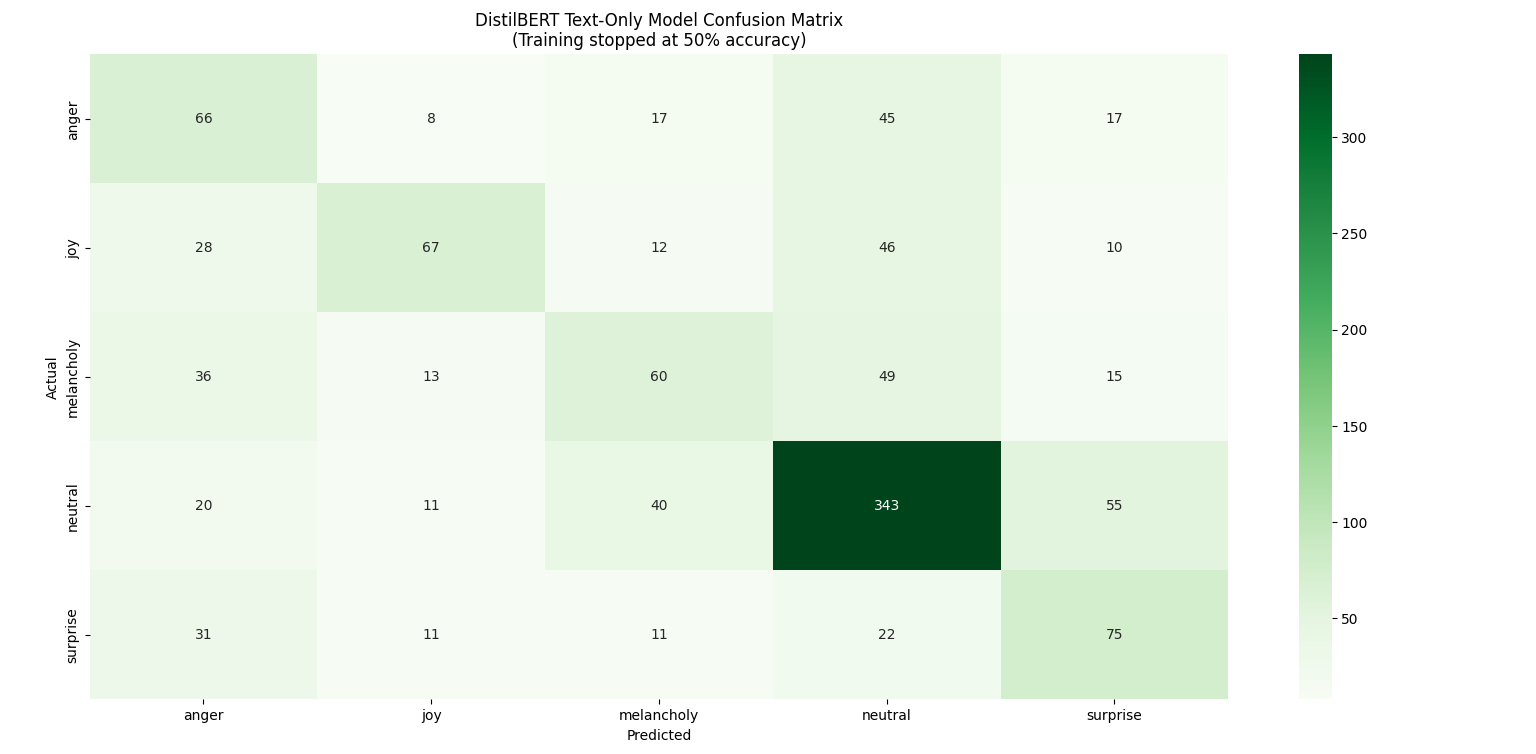 DistilBERT Text-Only Model Confusion Matrix
(Training stopped at 50% accuracy)
anger 66 8 17 45 17
joy 28 67 12 46 10
melancholy 36 13 60 49 15
neutral 20 11 40 343 55
surprise 31 11 11 22 75
Actual
anger joy melancholy neutral surprise
Predicted
300
250
200
150
100
50